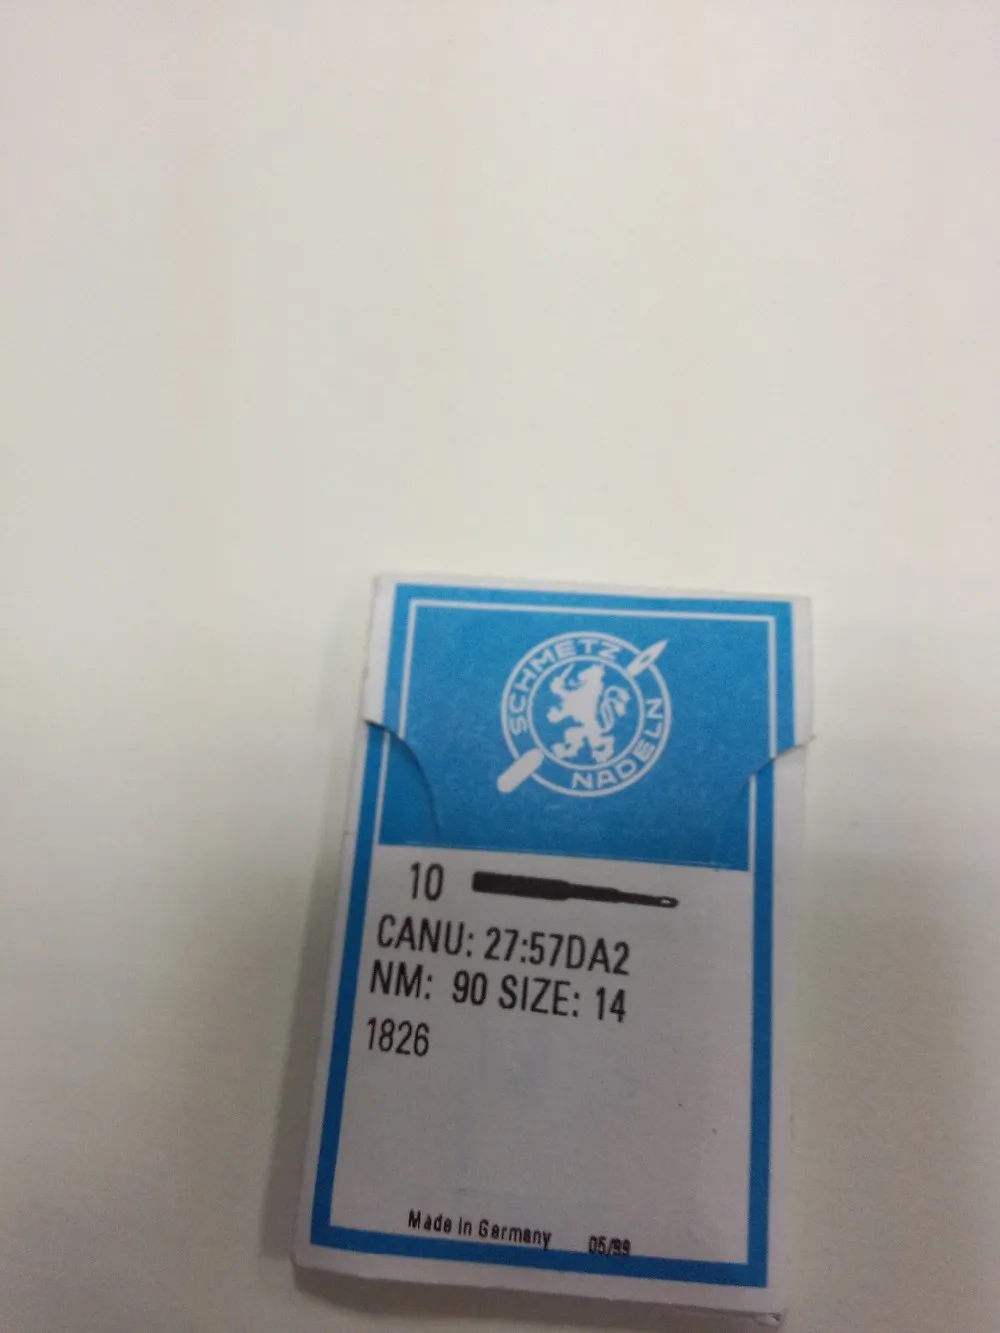 SCHMETZ
NADELN
10
CANU: 27:57DA2
NM: 90 SIZE: 14
1826
Made in Germany 05/99